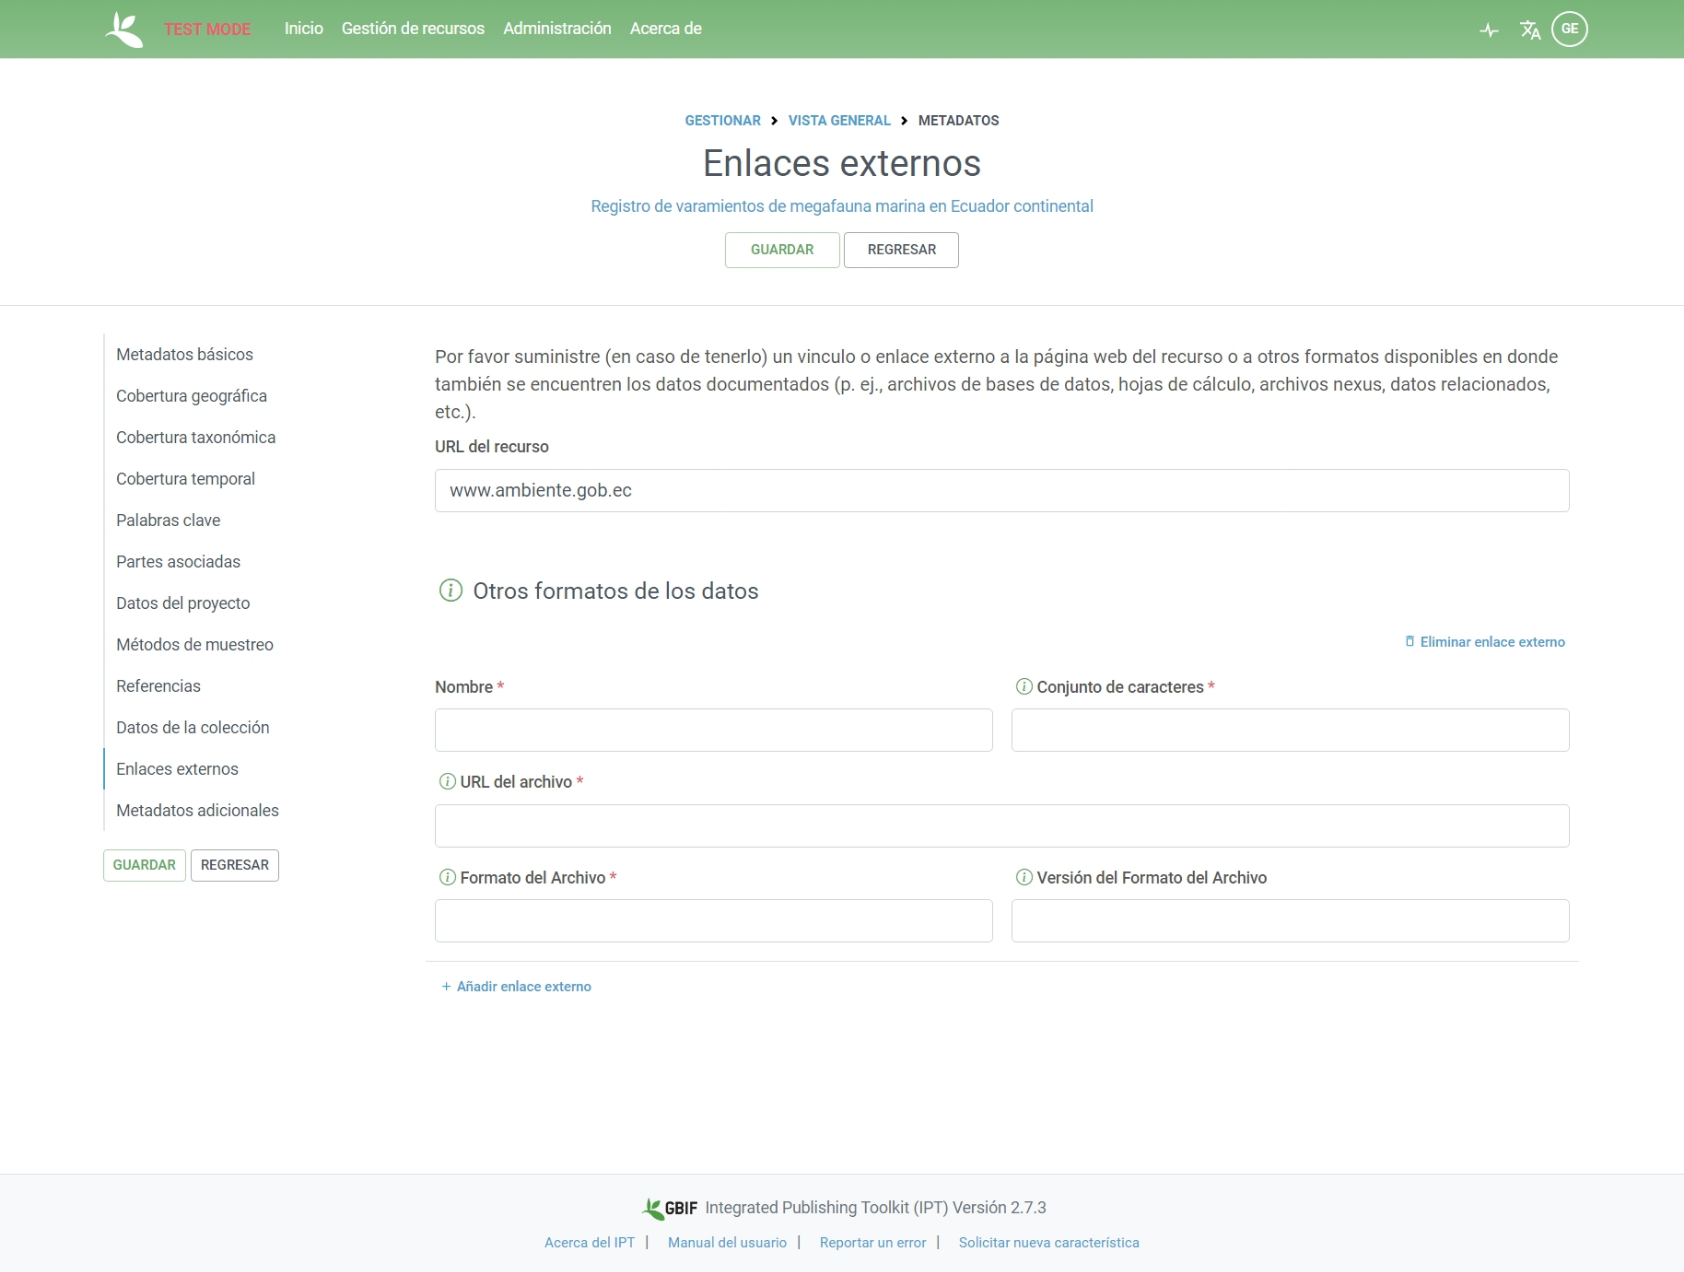 TEST MODE Inicio Gestión de recursos Administración Acerca de GE
GESTIONAR VISTA GENERAL METADATOS
Enlaces externos
Registro de varamientos de megafauna marina en Ecuador continental
GUARDAR REGRESAR
Metadatos básicos
Cobertura geográfica
Cobertura taxonómica
Cobertura temporal
Palabras clave
Partes asociadas
Datos del proyecto
Métodos de muestreo
Referencias
Datos de la colección
Enlaces externos
Metadatos adicionales
GUARDAR REGRESAR
Por favor suministre (en caso de tenerlo) un vinculo o enlace externo a la página web del recurso o a otros formatos disponibles en donde
también se encuentren los datos documentados (p. ej., archivos de bases de datos, hojas de cálculo, archivos nexus, datos relacionados,
etc.).
URL del recurso
www.ambiente.gob.ec
Otros formatos de los datos
Eliminar enlace externo
Nombre * Conjunto de caracteres *
URL del archivo *
Formato del Archivo * Versión del Formato del Archivo
+ Añadir enlace externo
GBIF Integrated Publishing Toolkit (IPT) Versión 2.7.3
Acerca del IPT | Manual del usuario | Reportar un error | Solicitar nueva característica